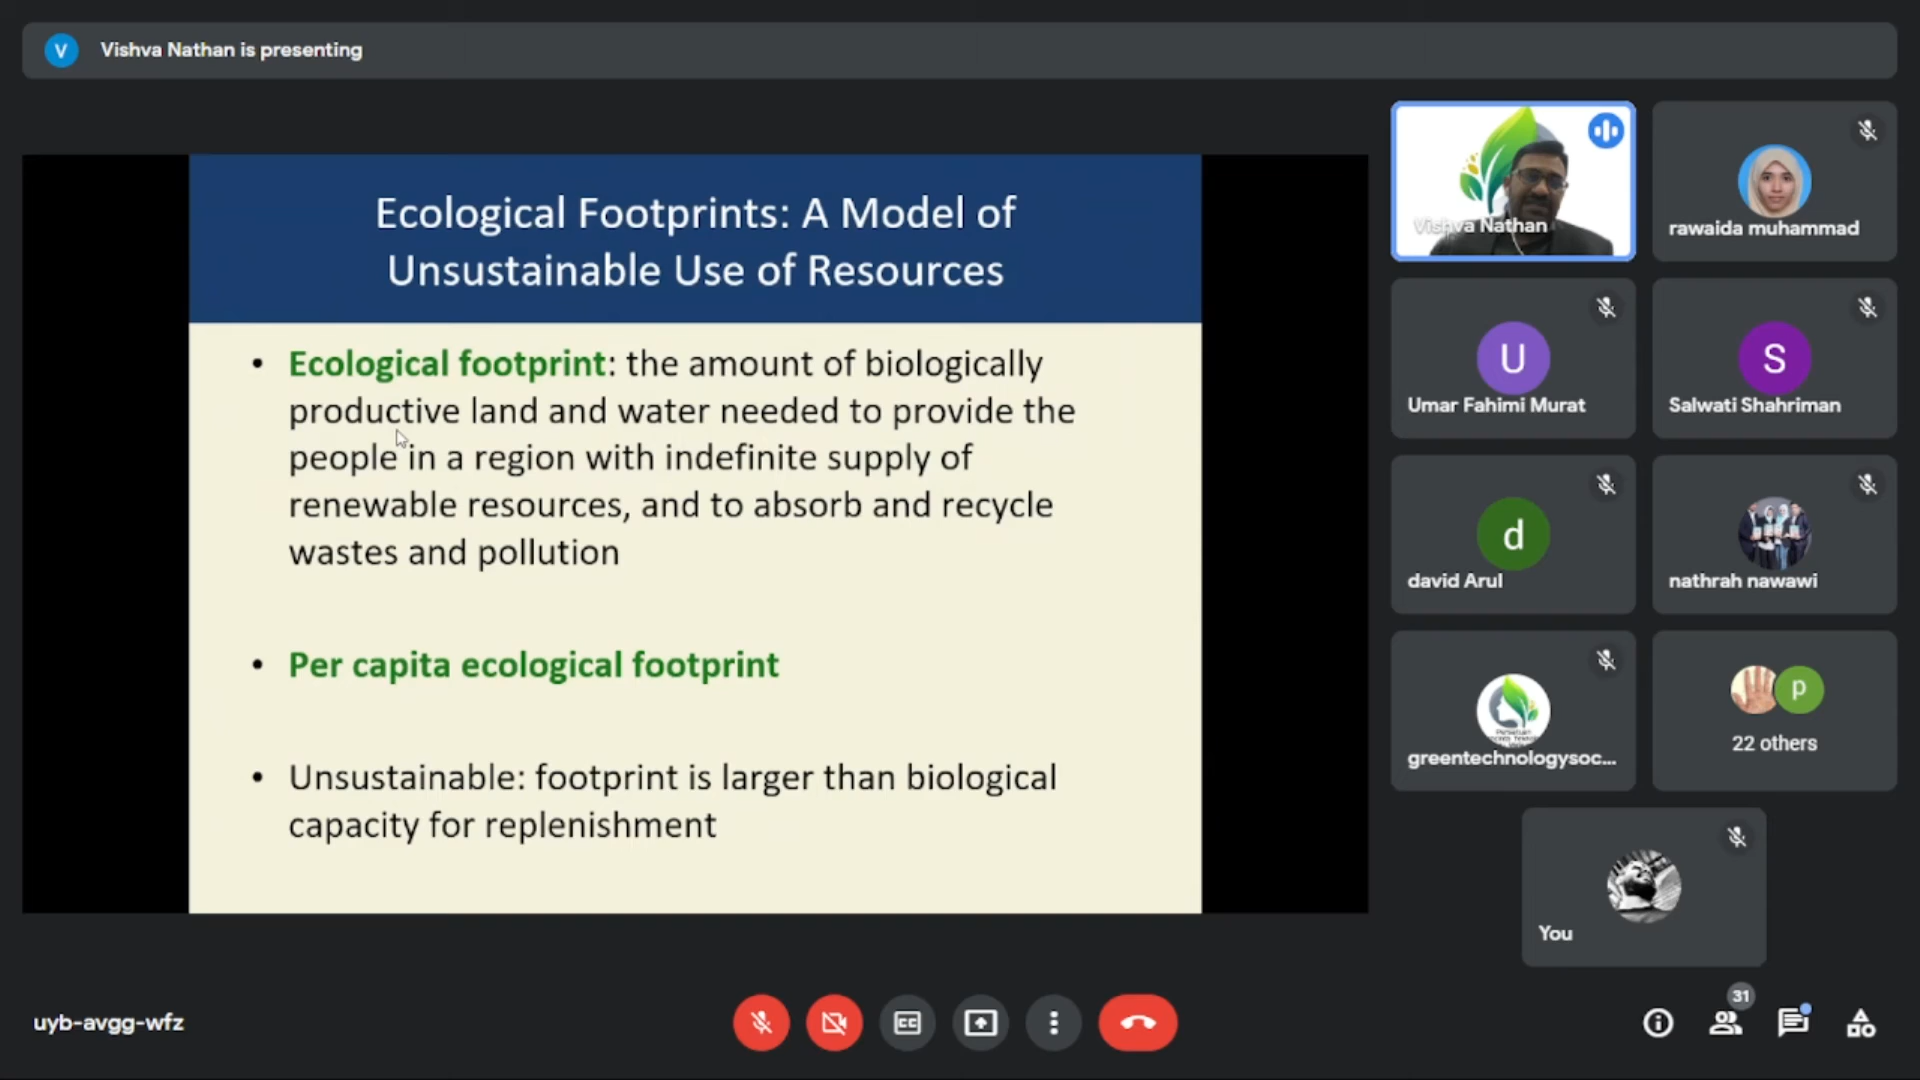 V
Vishva Nathan is presenting
Ecological Footprints: A Model of
Unsustainable Use of Resources
• Ecological footprint: the amount of biologically
productive land and water needed to provide the
people in a region with indefinite supply of
renewable resources, and to absorb and recycle
wastes and pollution
• Per capita ecological footprint
• Unsustainable: footprint is larger than biological
capacity for replenishment
Vishva Nathan
rawaida muhammad
U
Umar Fahimi Murat
S
Salwati Shahriman
d
david Arul
nathrah nawawi
greentechnologysoc...
p
22 others
You
uyb-avgg-wfz
CC
31